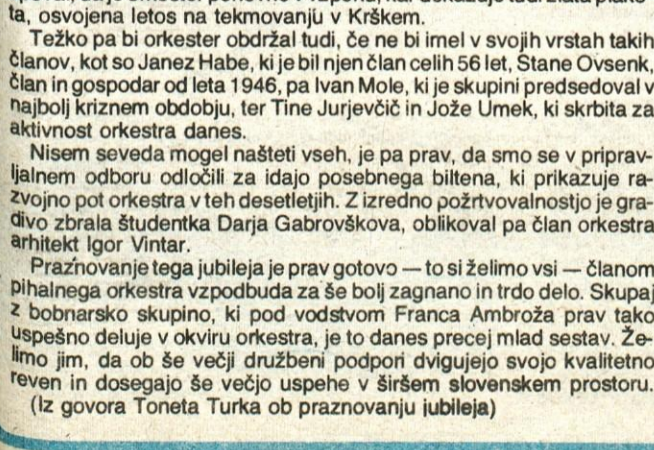 ta, osvojena letos na tekmovanju v Krškem.
Težko pa bi orkester obdržal tudi, če ne bi imel v svojih vrstah takih
članov, kot so Janez Habe, ki je bil njen član celih 56 let, Stane Ovsenk,
član in gospodar od leta 1946, pa Ivan Mole, ki je skupini predsedoval v
najbolj kriznem obdobju, ter Tine Jurjevčič in Jože Umek, ki skrbita za
aktivnost orkestra danes.
Nisem seveda mogel našteti vseh, je pa prav, da smo se v priprav-
ljalnem odboru odločili za idajo posebnega biltena, ki prikazuje ra-
zvojno pot orkestra v teh desetletjih. Z izredno požrtvovalnostjo je gra-
divo zbrala študentka Darja Gabrovškova, oblikoval pa član orkestra
arhitekt Igor Vintar.
Praznovanje tega jubileja je prav gotovo — to si želimo vsi — članom
pihalnega orkestra vzpodbuda za še bolj zagnano in trdo delo. Skupaj
z bobnarsko skupino, ki pod vodstvom Franca Ambroža prav tako
uspešno deluje v okviru orkestra, je to danes precej mlad sestav. Že-
limo jim, da ob še večji družbeni podpori dvigujejo svojo kvalitetno
reven in dosegajo še večjo uspehe v širšem slovenskem prostoru.
(Iz govora Toneta Turka ob praznovanju jubileja)